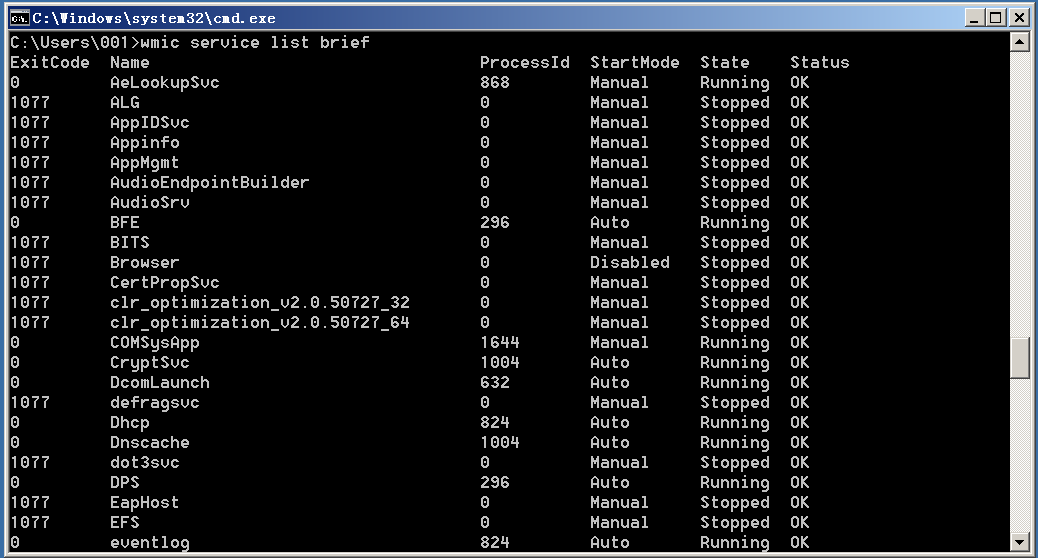 C:\Windows\system32\cmd.exe
C:\Users\001>wmic service list brief
ExitCode  Name                                 ProcessId  StartMode  State    Status
0         AeLookupSvc                          868        Manual     Running  OK
1077      ALG                                  0          Manual     Stopped  OK
1077      AppIDSvc                             0          Manual     Stopped  OK
1077      Appinfo                              0          Manual     Stopped  OK
1077      AppMgmt                              0          Manual     Stopped  OK
1077      AudioEndpointBuilder                 0          Manual     Stopped  OK
1077      AudioSrv                             0          Manual     Stopped  OK
0         BFE                                  296        Auto       Running  OK
1077      BITS                                 0          Manual     Stopped  OK
1077      Browser                              0          Disabled   Stopped  OK
1077      CertPropSvc                          0          Manual     Stopped  OK
1077      clr_optimization_v2.0.50727_32       0          Manual     Stopped  OK
1077      clr_optimization_v2.0.50727_64       0          Manual     Stopped  OK
0         COMSysApp                            1644       Manual     Running  OK
0         CryptSvc                             1004       Auto       Running  OK
0         DcomLaunch                           632        Auto       Running  OK
1077      defragsvc                            0          Manual     Stopped  OK
0         Dhcp                                 824        Auto       Running  OK
0         Dnscache                             1004       Auto       Running  OK
1077      dot3svc                              0          Manual     Stopped  OK
0         DPS                                  296        Auto       Running  OK
1077      EapHost                              0          Manual     Stopped  OK
1077      EFS                                  0          Manual     Stopped  OK
0         eventlog                             824        Auto       Running  OK